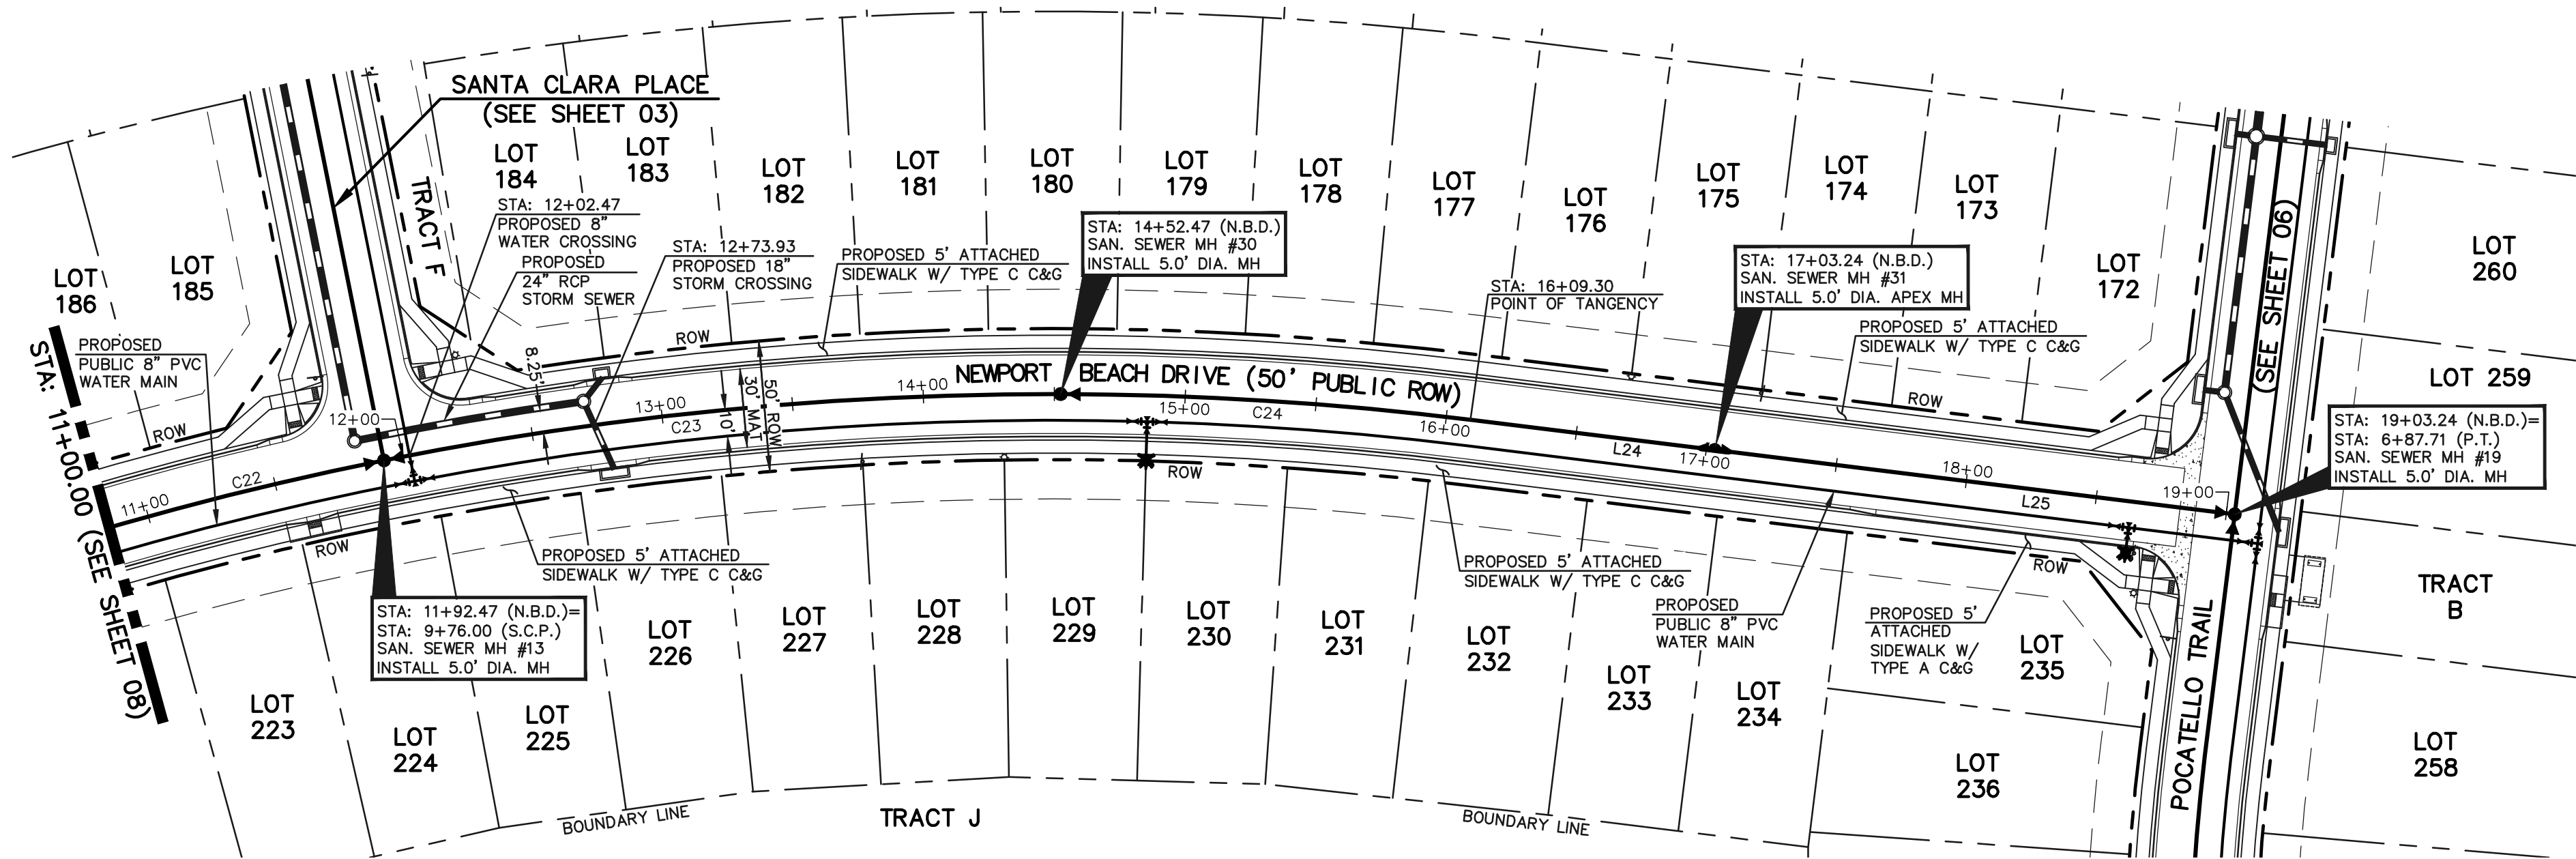 SANTA CLARA PLACE
(SEE SHEET 03)
LOT
186
LOT
185
TRACT F
LOT
184
LOT
183
LOT
182
LOT
181
LOT
180
LOT
179
LOT
178
LOT
177
LOT
176
LOT
175
LOT
174
LOT
173
LOT
172
LOT
260
LOT 259
TRACT
B
LOT
258
STA: 12+02.47
PROPOSED 8"
WATER CROSSING
PROPOSED
24" RCP
STORM SEWER
STA: 12+73.93
PROPOSED 18"
STORM CROSSING
PROPOSED 5' ATTACHED
SIDEWALK W/ TYPE C C&G
STA: 14+52.47 (N.B.D.)
SAN. SEWER MH #30
INSTALL 5.0' DIA. MH
STA: 16+09.30
POINT OF TANGENCY
STA: 17+03.24 (N.B.D.)
SAN. SEWER MH #31
INSTALL 5.0' DIA. APEX MH
PROPOSED 5' ATTACHED
SIDEWALK W/ TYPE C C&G
(SEE SHEET 06)
STA: 19+03.24 (N.B.D.)=
STA: 6+87.71 (P.T.)
SAN. SEWER MH #19
INSTALL 5.0' DIA. MH
STA: 11+00.00 (SEE SHEET 08)
PROPOSED
PUBLIC 8" PVC
WATER MAIN
ROW
ROW
ROW
8.25'
10'
30' MAT
50' ROW
NEWPORT BEACH DRIVE (50' PUBLIC ROW)
11+00
C22
12+00
13+00
C23
14+00
15+00
C24
16+00
L24
17+00
18+00
L25
19+00
ROW
ROW
ROW
STA: 11+92.47 (N.B.D.)=
STA: 9+76.00 (S.C.P.)
SAN. SEWER MH #13
INSTALL 5.0' DIA. MH
PROPOSED 5' ATTACHED
SIDEWALK W/ TYPE C C&G
PROPOSED 5' ATTACHED
SIDEWALK W/ TYPE C C&G
PROPOSED
PUBLIC 8" PVC
WATER MAIN
PROPOSED 5'
ATTACHED
SIDEWALK W/
TYPE A C&G
POCATELLO TRAIL
LOT
223
LOT
224
LOT
225
LOT
226
LOT
227
LOT
228
LOT
229
LOT
230
LOT
231
LOT
232
LOT
233
LOT
234
LOT
235
LOT
236
BOUNDARY LINE
TRACT J
BOUNDARY LINE